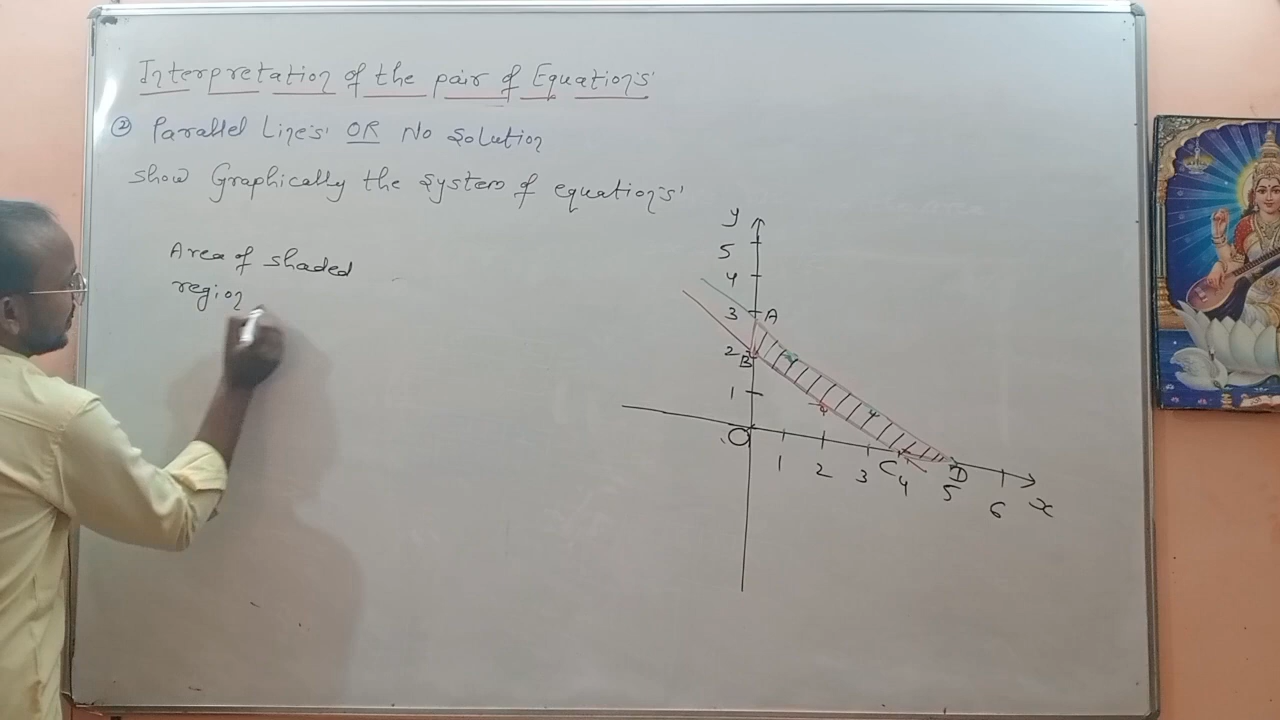 Interpretation of the pair of Equations'
② Parallel Lines' OR No Solution
show Graphically the System of equations'
Area of shaded
region
y
5
4
3 A
2 B
1
O
1 2 3 C 4 D 5 6 x